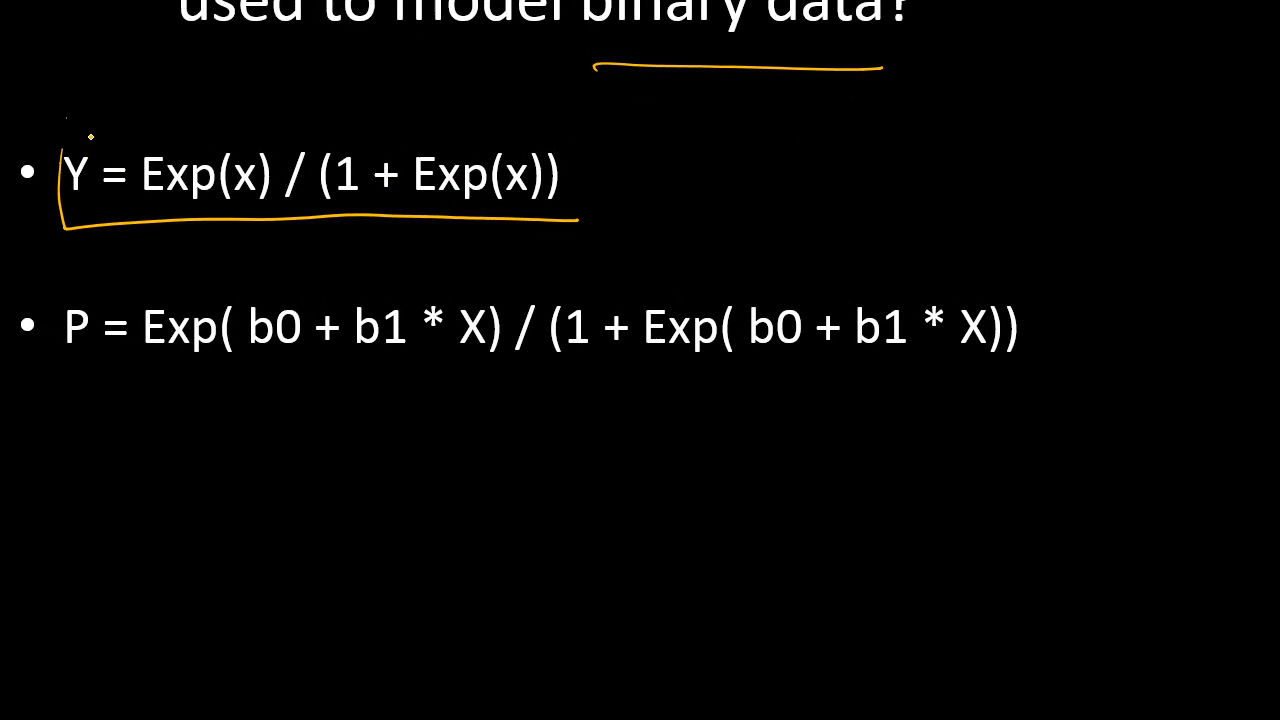 used to model binary data?
• Y = Exp(x) / (1 + Exp(x))
• P = Exp( b0 + b1 * X) / (1 + Exp( b0 + b1 * X))